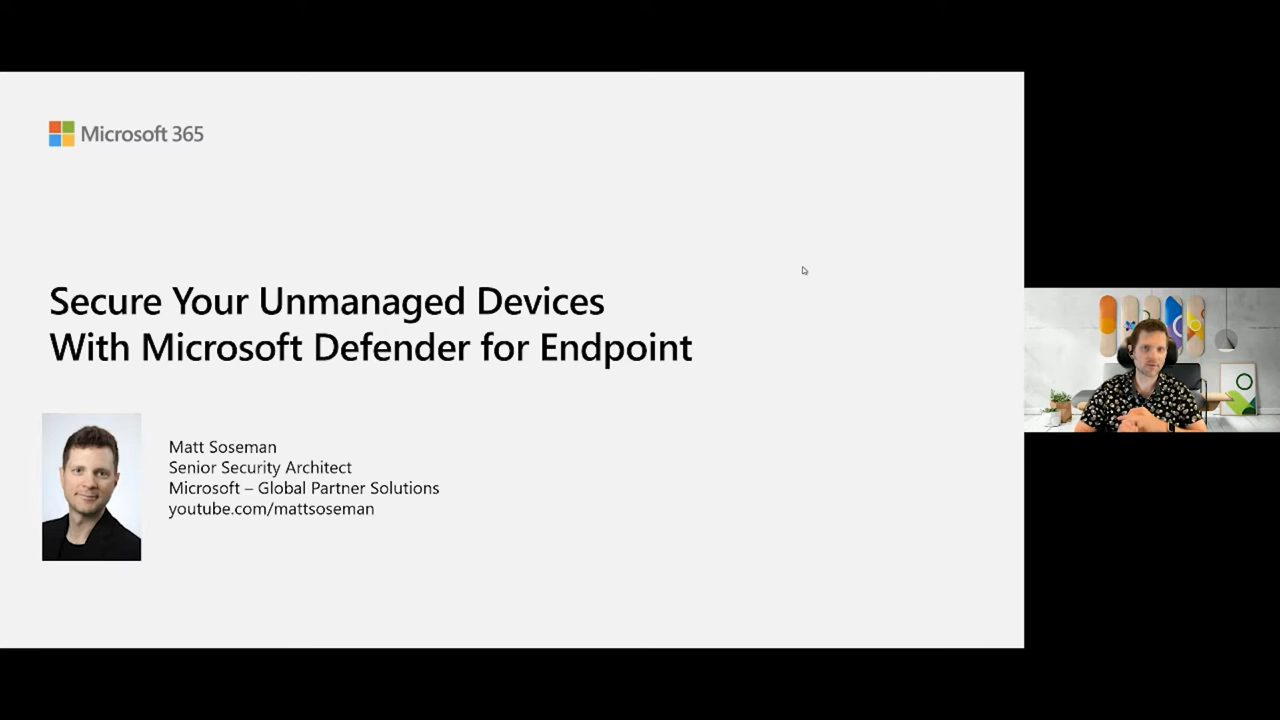 Microsoft 365
Secure Your Unmanaged Devices
With Microsoft Defender for Endpoint
Matt Soseman
Senior Security Architect
Microsoft – Global Partner Solutions
youtube.com/mattsoseman